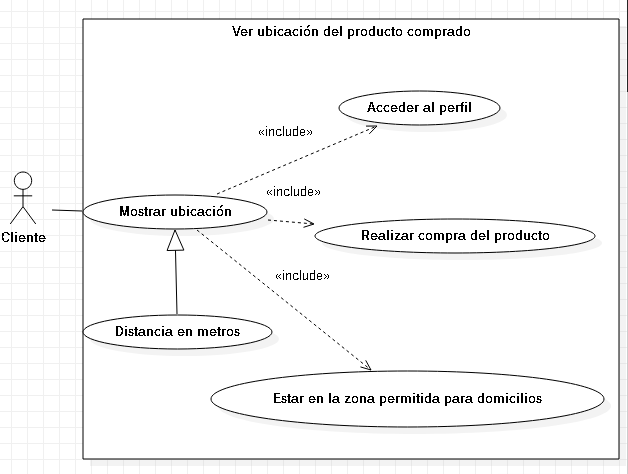 Ver ubicación del producto comprado
Acceder al perfil
«include»
«include»
Mostrar ubicación
Cliente
Realizar compra del producto
«include»
Distancia en metros
Estar en la zona permitida para domicilios